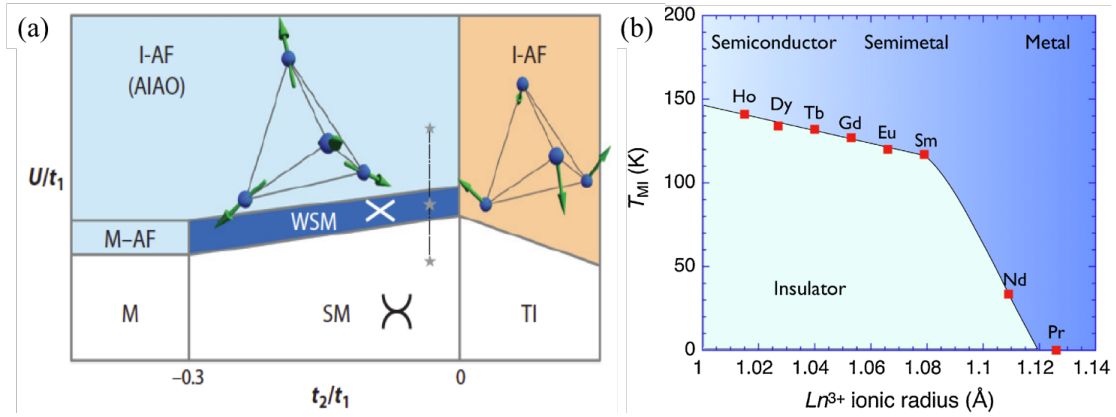 (a)
I-AF
(AIAO)
I-AF
U/t₁
WSM
M–AF
M
SM
TI
−0.3
0
t₂/t₁
(b)
200
150
100
50
0
T_MI (K)
Semiconductor Semimetal Metal
Ho
Dy
Tb
Gd
Eu
Sm
Nd
Pr
Insulator
1 1.02 1.04 1.06 1.08 1.1 1.12 1.14
Ln³⁺ ionic radius (Å)